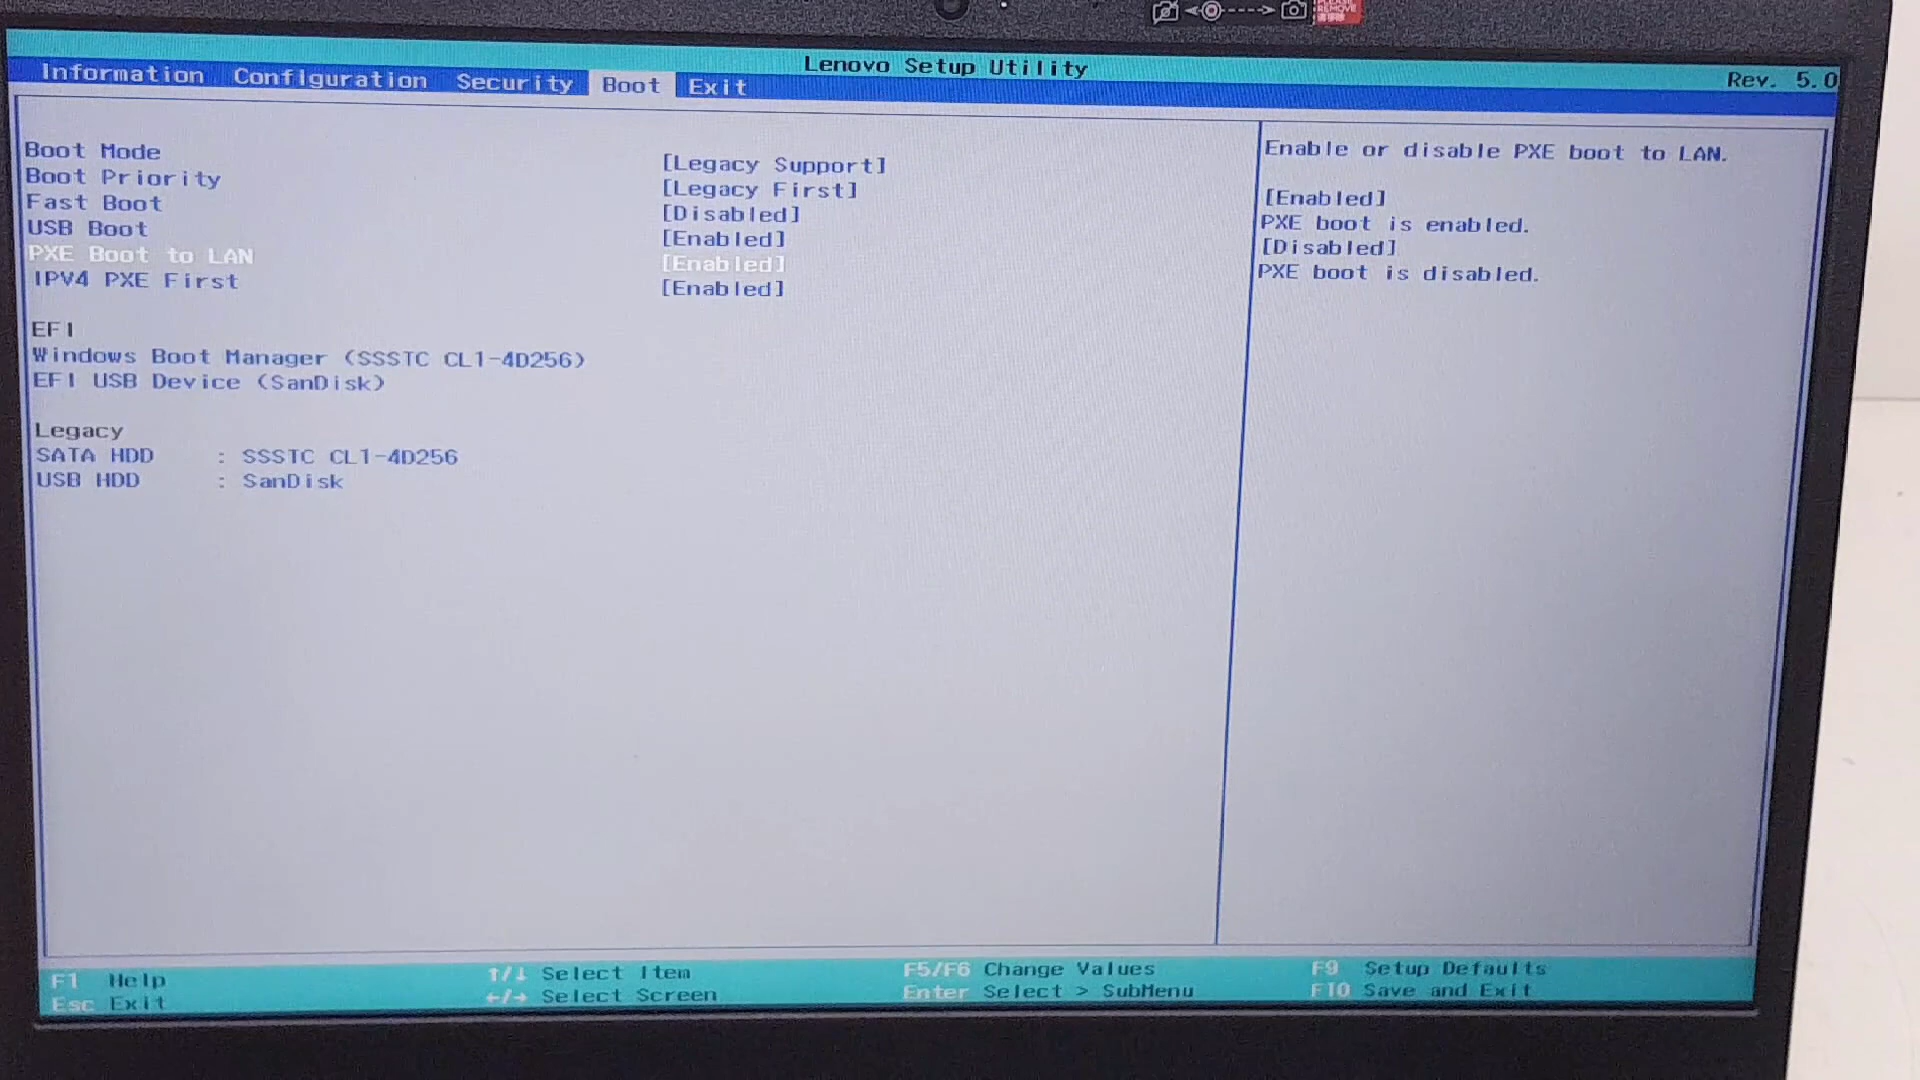 PLEASE
REMOVE
Lenovo Setup Utility
Rev. 5.0
Information Configuration Security Boot Exit
Boot Mode [Legacy Support]
Boot Priority [Legacy First]
Fast Boot [Disabled]
USB Boot [Enabled]
PXE Boot to LAN [Enabled]
IPV4 PXE First [Enabled]
EFI
Windows Boot Manager (SSSTC CL1-4D256)
EFI USB Device (SanDisk)
Legacy
SATA HDD : SSSTC CL1-4D256
USB HDD : SanDisk
Enable or disable PXE boot to LAN.
[Enabled]
PXE boot is enabled.
[Disabled]
PXE boot is disabled.
F1 Help ↑/↓ Select Item F5/F6 Change Values F9 Setup Defaults
Esc Exit ←/→ Select Screen Enter Select > SubMenu F10 Save and Exit